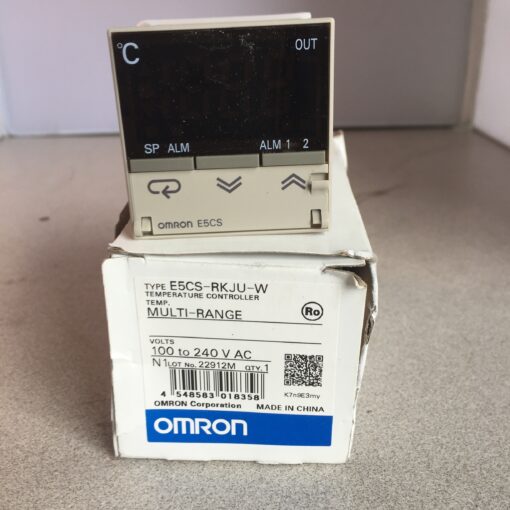 °C
OUT
SP ALM
ALM 1 2
OMRON E5CS
TYPE E5CS-RKJU-W
TEMPERATURE CONTROLLER
TEMP.
MULTI-RANGE
Ro
VOLTS
100 to 240 V AC
N1 LOT No. 22912M QTY. 1
4 548583 018358
K7n9E3my
OMRON Corporation MADE IN CHINA
OMRON